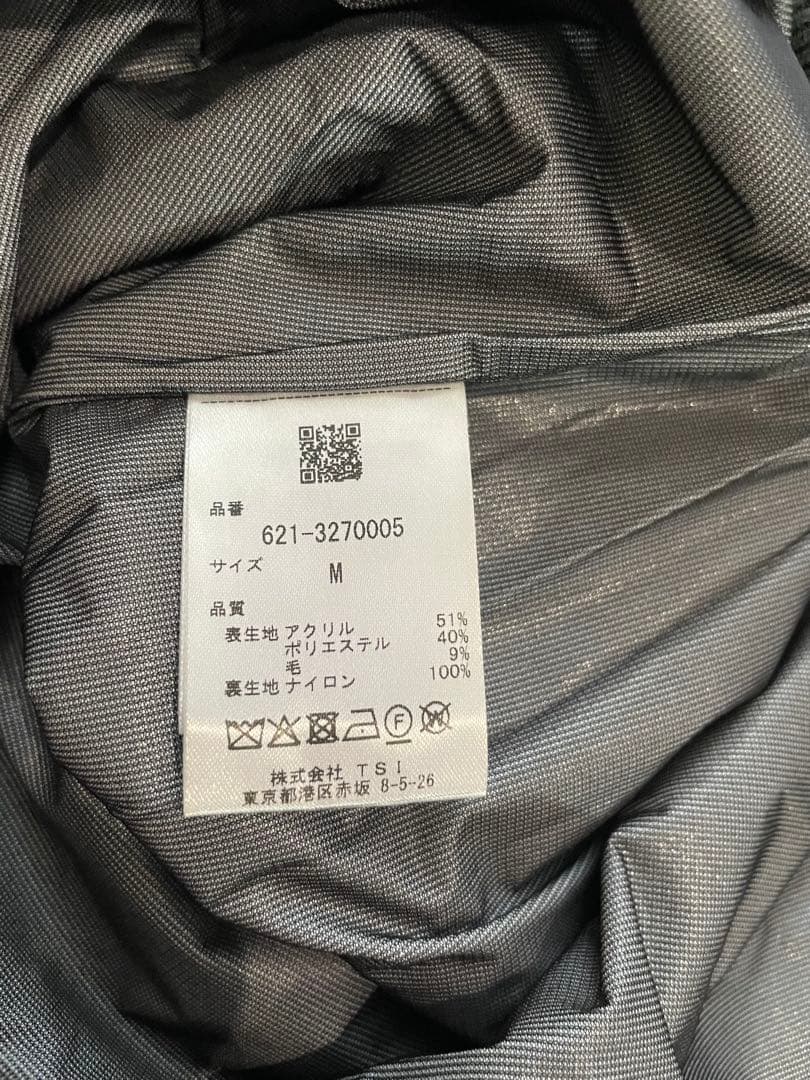 品番
621-3270005
サイズ
M
品質
表生地 アクリル 51%
ポリエステル 40%
毛 9%
裏生地 ナイロン 100%
F W
株式会社 TSI
東京都港区赤坂 8-5-26